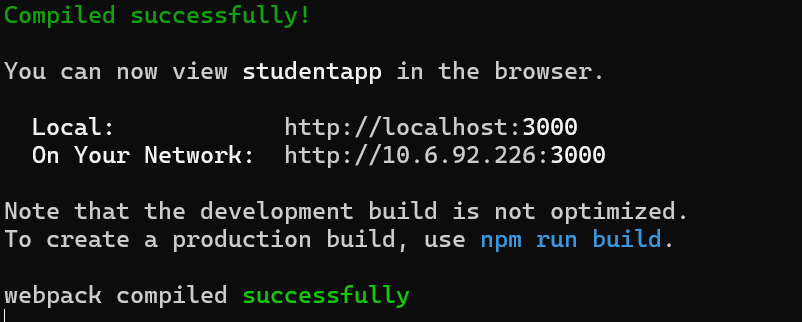 Compiled successfully!
You can now view studentapp in the browser.
Local: http://localhost:3000
On Your Network: http://10.6.92.226:3000
Note that the development build is not optimized.
To create a production build, use npm run build.
webpack compiled successfully